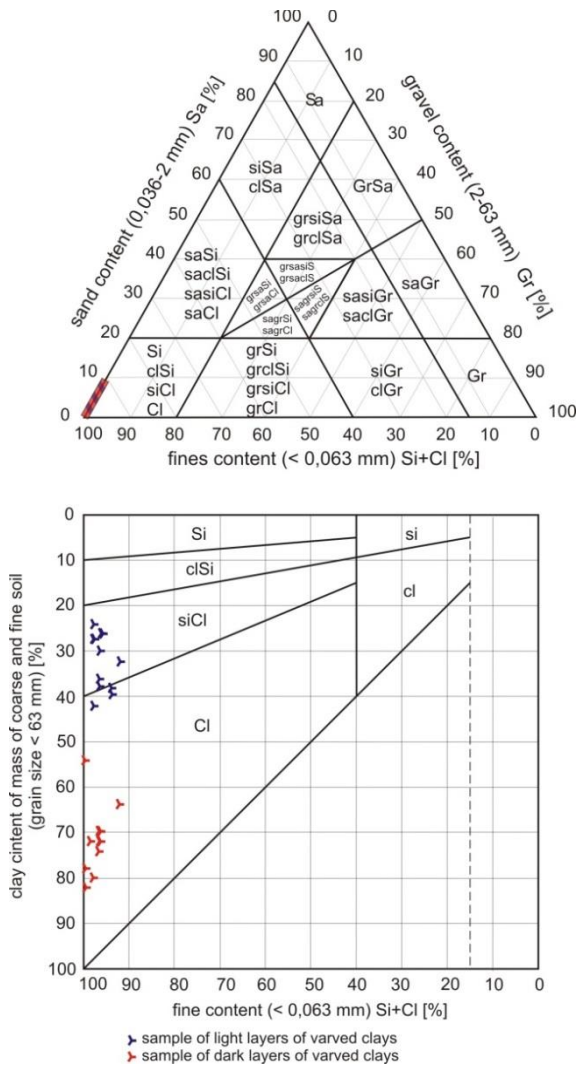 100 0
90 10
80 Sa 20
70 30
60 siSa GrSa 40
clSa
50 grsiSa 50
grclSa
40 saSi grsasiS 60
saclSi grsaclS
sasiCl grsaSi sagrsiS sasiGr saGr
saCl grsaCl sagrclS saclGr
30 70
sagrSi
sagrCl
20 80
Si grSi
clSi grclSi siGr Gr
10 siCl grsiCl clGr 90
Cl grCl
0 100
100 90 80 70 60 50 40 30 20 10 0
sand content (0,036-2 mm) Sa [%]
gravel content (2-63 mm) Gr [%]
fines content (< 0,063 mm) Si+Cl [%]
0
10
20
30
40
50
60
70
80
90
100
Si si
clSi
siCl cl
Cl
clay cintent of mass of coarse and fine soil
(grain size < 63 mm) [%]
100 90 80 70 60 50 40 30 20 10 0
fine content (< 0,063 mm) Si+Cl [%]
sample of light layers of varved clays
sample of dark layers of varved clays